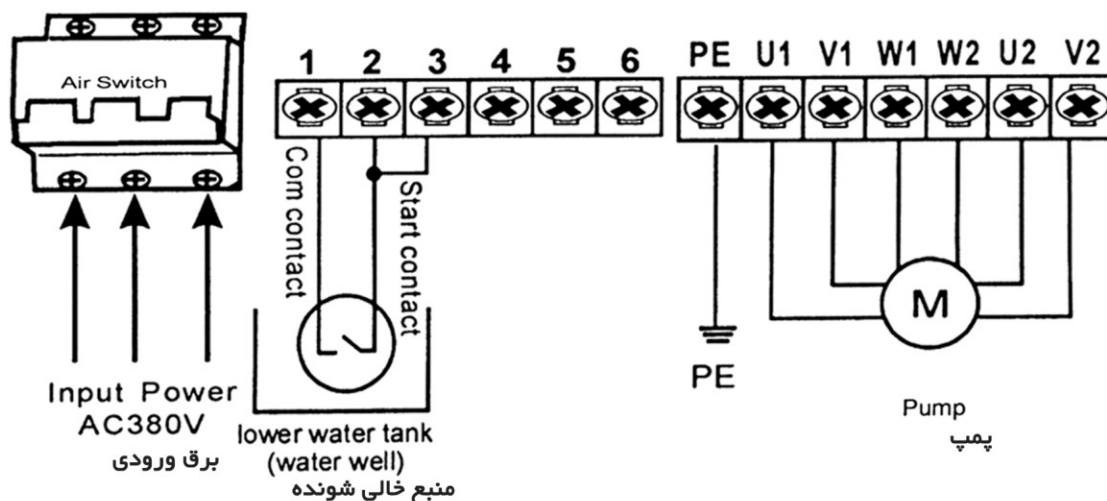 Air Switch
Input Power
AC380V
برق ورودی
1 2 3 4 5 6
Com contact
Start contact
lower water tank
(water well)
منبع خالی شونده
PE U1 V1 W1 W2 U2 V2
PE
M
Pump
پمپ